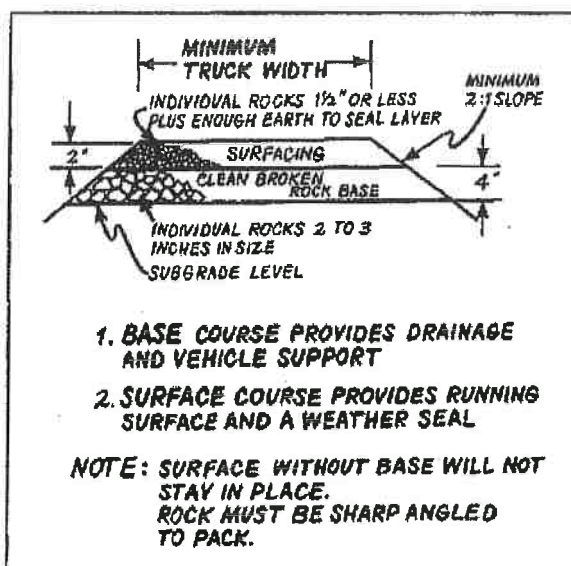 MINIMUM
TRUCK WIDTH
MINIMUM
2:1 SLOPE
INDIVIDUAL ROCKS 1½" OR LESS
PLUS ENOUGH EARTH TO SEAL LAYER
2"
SURFACING
CLEAN BROKEN
ROCK BASE
4"
INDIVIDUAL ROCKS 2 TO 3
INCHES IN SIZE
SUBGRADE LEVEL
1. BASE COURSE PROVIDES DRAINAGE
AND VEHICLE SUPPORT
2. SURFACE COURSE PROVIDES RUNNING
SURFACE AND A WEATHER SEAL
NOTE: SURFACE WITHOUT BASE WILL NOT
STAY IN PLACE.
ROCK MUST BE SHARP ANGLED
TO PACK.